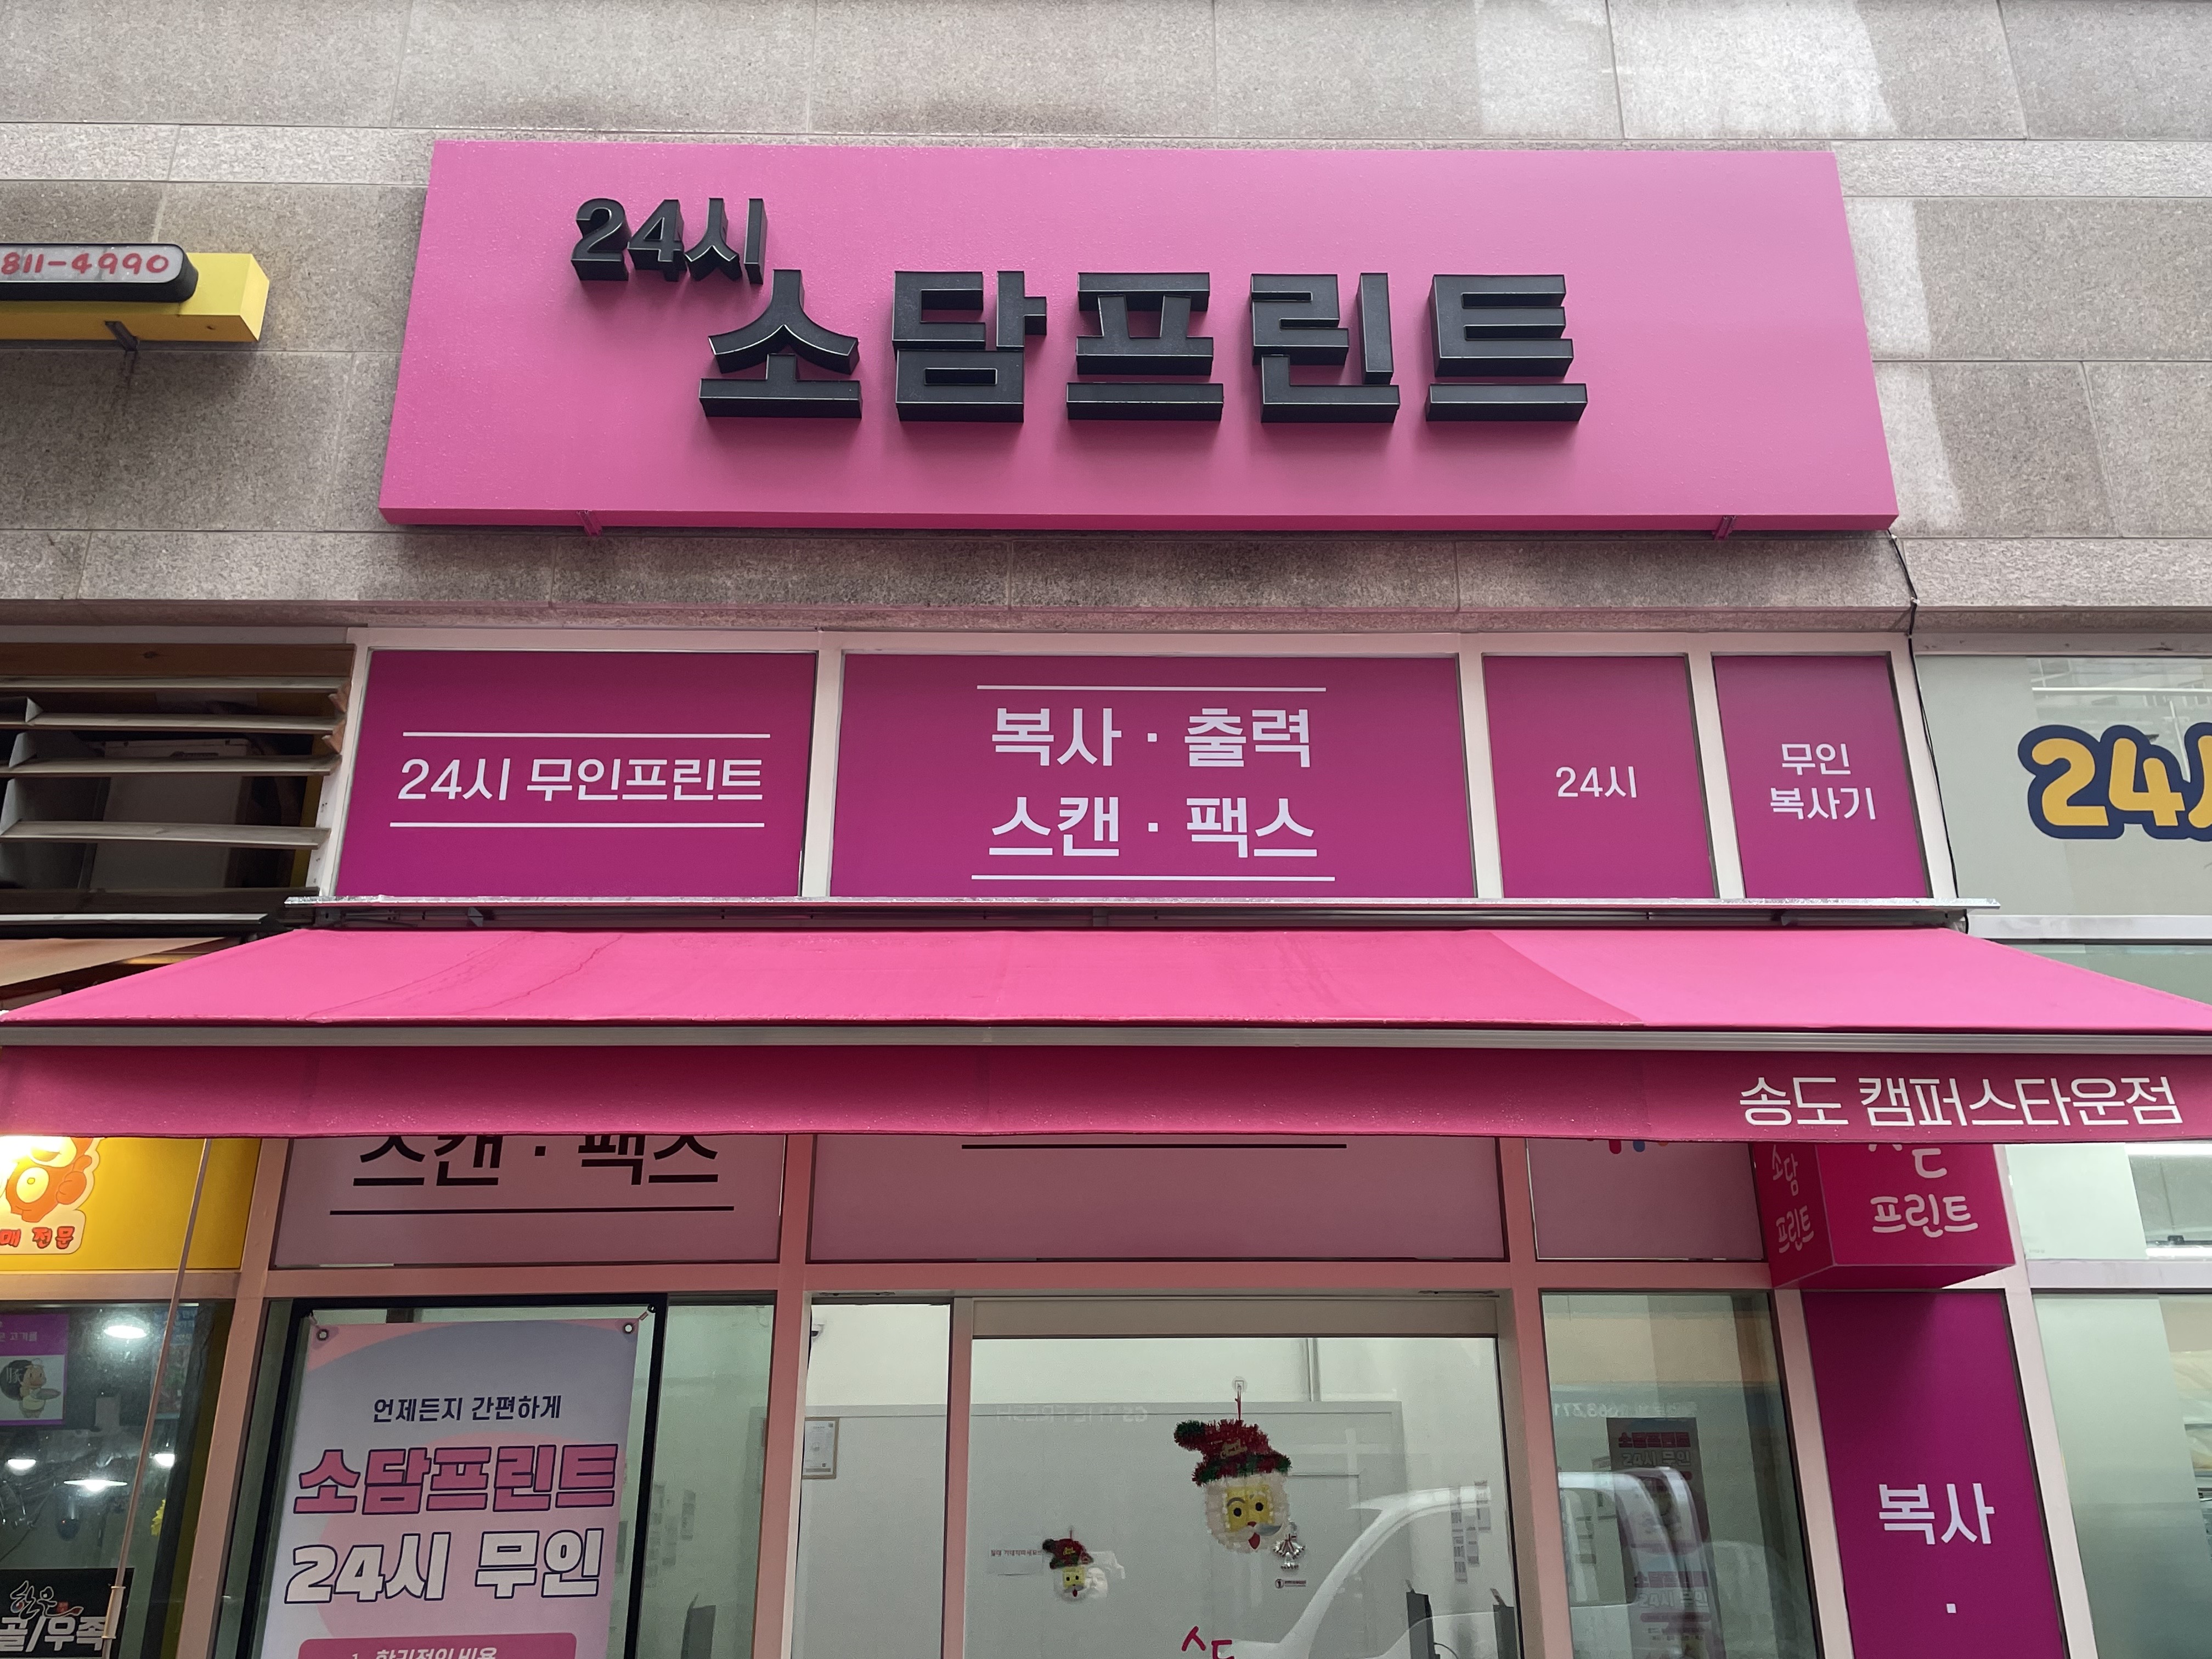 811-4990
24시
소담프린트
24시 무인프린트
복사 · 출력
스캔 · 팩스
24시
무인
복사기
24
송도 캠퍼스타운점
스캔 · 팩스
소담
프린트
프린트
전문
언제든지 간편하게
소담프린트
24시 무인
복사
·